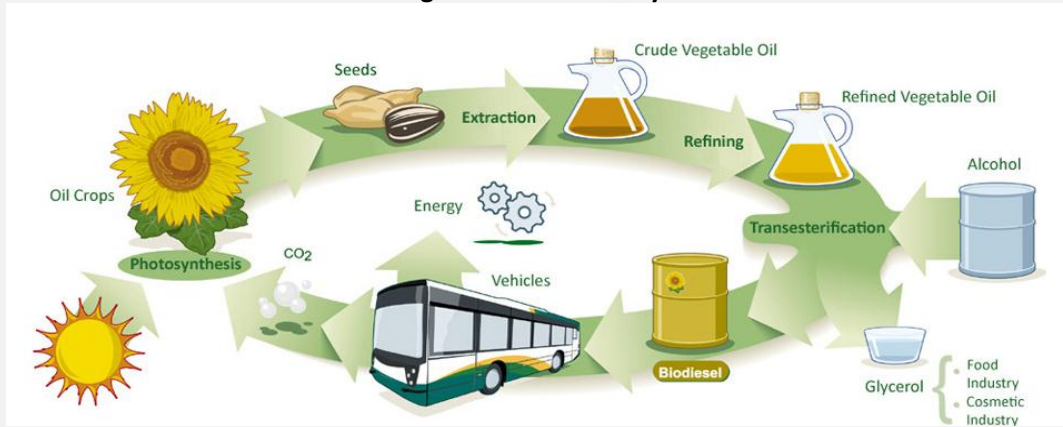 Seeds
Extraction
Crude Vegetable Oil
Refining
Refined Vegetable Oil
Alcohol
Oil Crops
Energy
Transesterification
Photosynthesis
CO2
Vehicles
Biodiesel
Glycerol
Food
Industry
Cosmetic
Industry